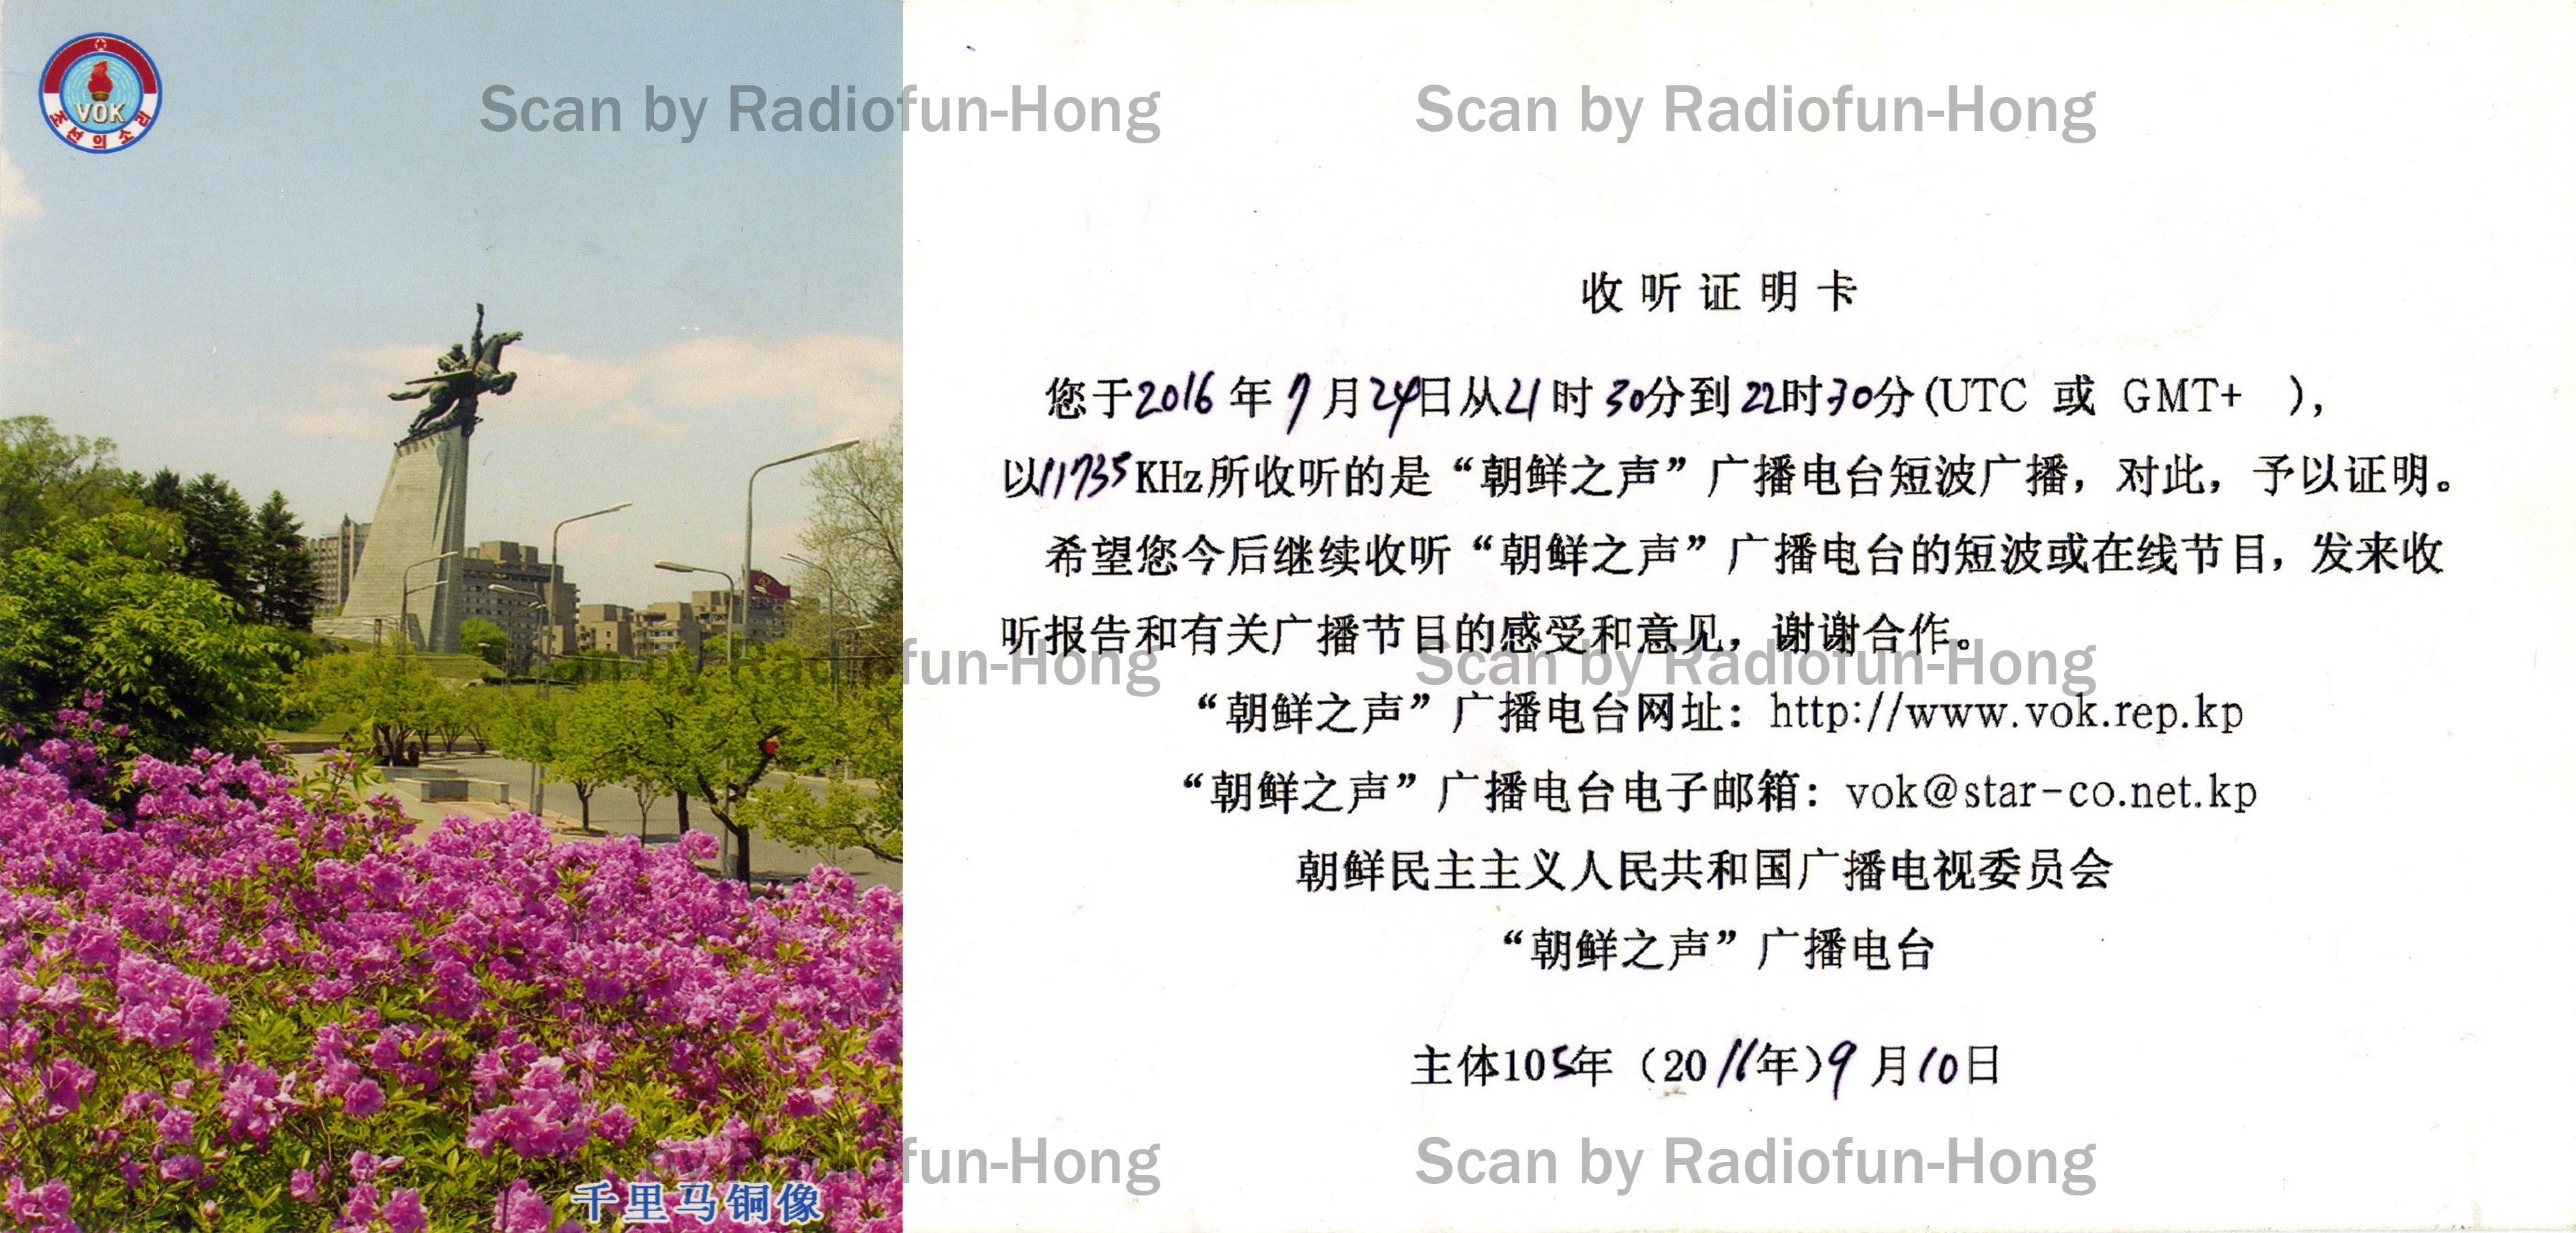 VOK
조선의소리
Scan by Radiofun-Hong
Scan by Radiofun-Hong
收听证明卡
您于2016年7月24日从21时30分到22时30分(UTC 或 GMT+ ),
以11735KHz所收听的是“朝鲜之声”广播电台短波广播，对此，予以证明。
希望您今后继续收听“朝鲜之声”广播电台的短波或在线节目，发来收
听报告和有关广播节目的感受和意见，谢谢合作。
Scan by Radiofun-Hong
Scan by Radiofun-Hong
“朝鲜之声”广播电台网址：http://www.vok.rep.kp
“朝鲜之声”广播电台电子邮箱：vok@star-co.net.kp
朝鲜民主主义人民共和国广播电视委员会
“朝鲜之声”广播电台
主体105年（2016年)9月10日
by Radiofun-Hong
Scan by Radiofun-Hong
千里马铜像